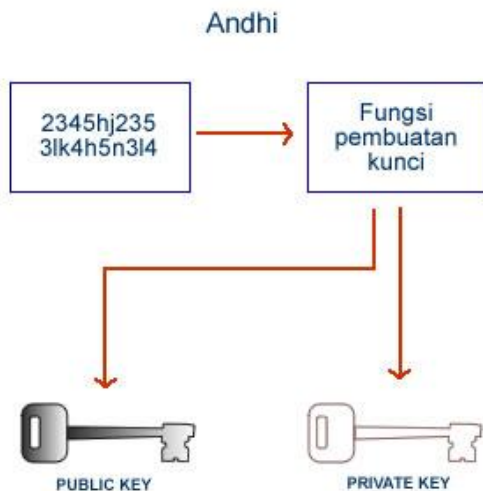 Andhi
2345hj235
3lk4h5n3l4
Fungsi
pembuatan
kunci
PUBLIC KEY
PRIVATE KEY